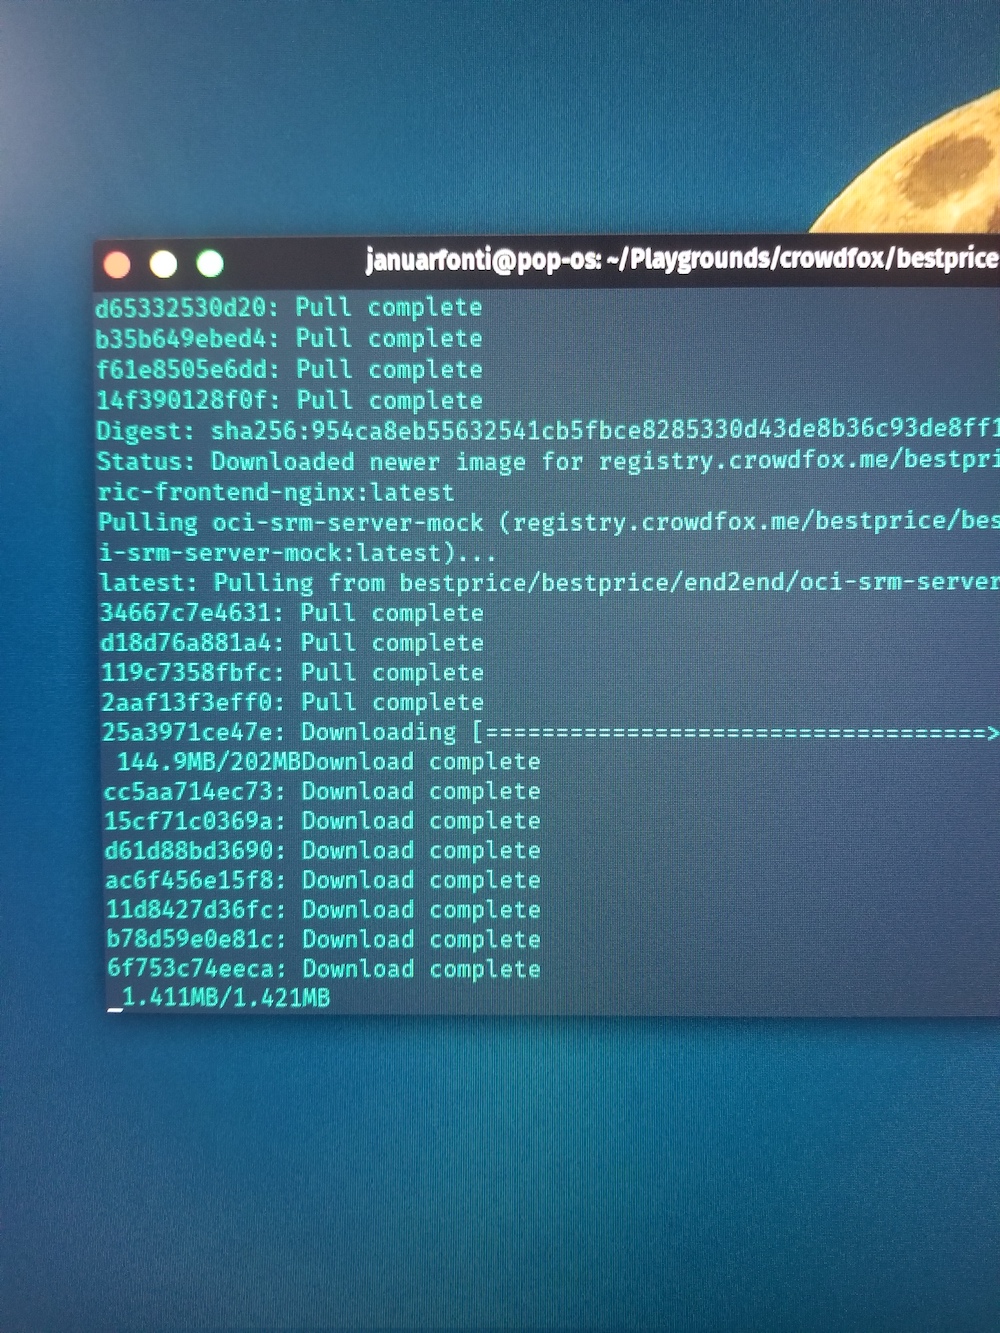 januarfonti@pop-os: ~/Playgrounds/crowdfox/bestprice
d65332530d20: Pull complete
b35b649ebed4: Pull complete
f61e8505e6dd: Pull complete
14f390128f0f: Pull complete
Digest: sha256:954ca8eb55632541cb5fbce8285330d43de8b36c93de8ff1
Status: Downloaded newer image for registry.crowdfox.me/bestpri
ric-frontend-nginx:latest
Pulling oci-srm-server-mock (registry.crowdfox.me/bestprice/bes
i-srm-server-mock:latest)...
latest: Pulling from bestprice/bestprice/end2end/oci-srm-server
34667c7e4631: Pull complete
d18d76a881a4: Pull complete
119c7358fbfc: Pull complete
2aaf13f3eff0: Pull complete
25a3971ce47e: Downloading [==================================>
144.9MB/202MBDownload complete
cc5aa714ec73: Download complete
15cf71c0369a: Download complete
d61d88bd3690: Download complete
ac6f456e15f8: Download complete
11d8427d36fc: Download complete
b78d59e0e81c: Download complete
6f753c74eeca: Download complete
_1.411MB/1.421MB